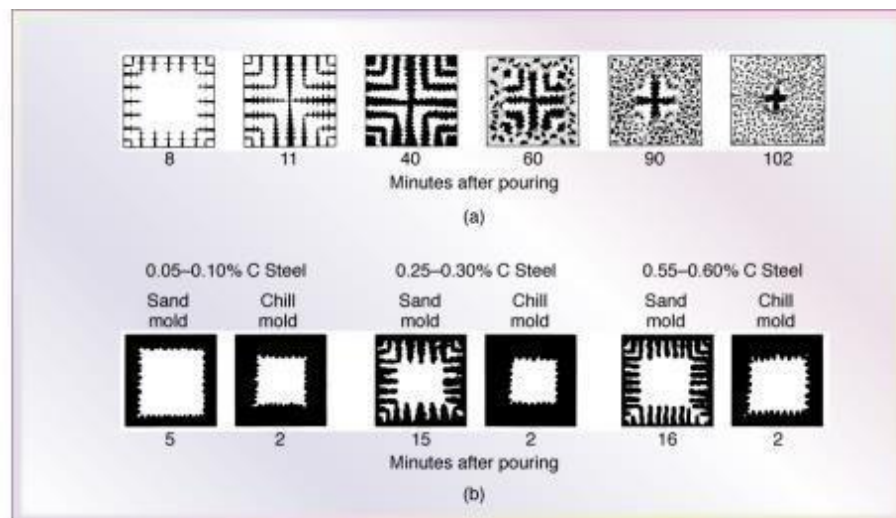 8 11 40 60 90 102
Minutes after pouring
(a)
0.05–0.10% C Steel 0.25–0.30% C Steel 0.55–0.60% C Steel
Sand mold Chill mold Sand mold Chill mold Sand mold Chill mold
5 2 15 2 16 2
Minutes after pouring
(b)